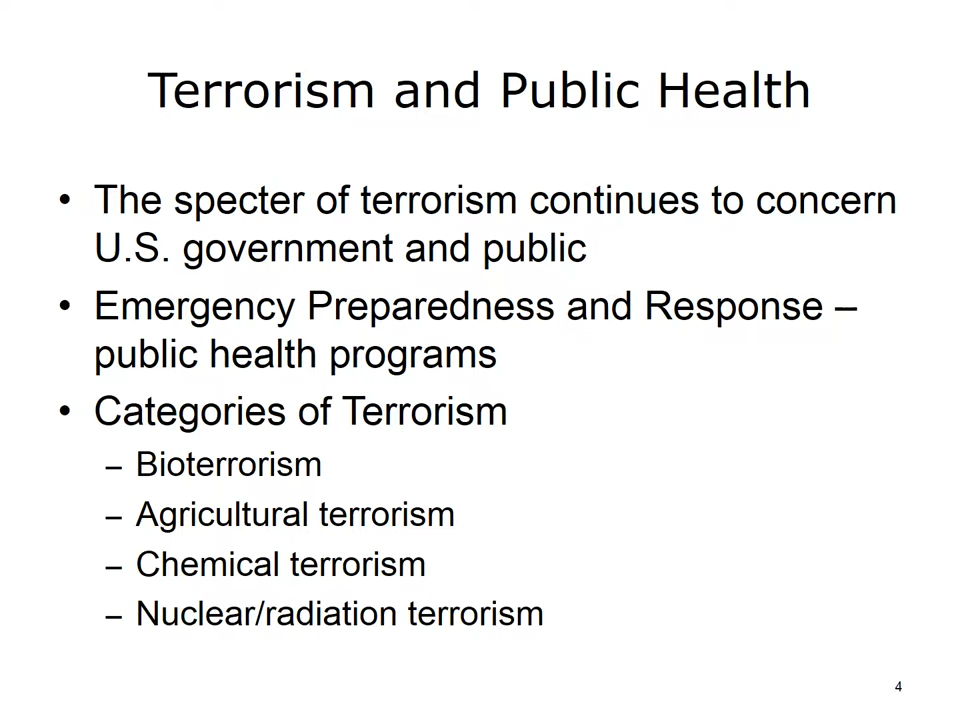 Terrorism and Public Health
• The specter of terrorism continues to concern
U.S. government and public
• Emergency Preparedness and Response –
public health programs
• Categories of Terrorism
– Bioterrorism
– Agricultural terrorism
– Chemical terrorism
– Nuclear/radiation terrorism
4